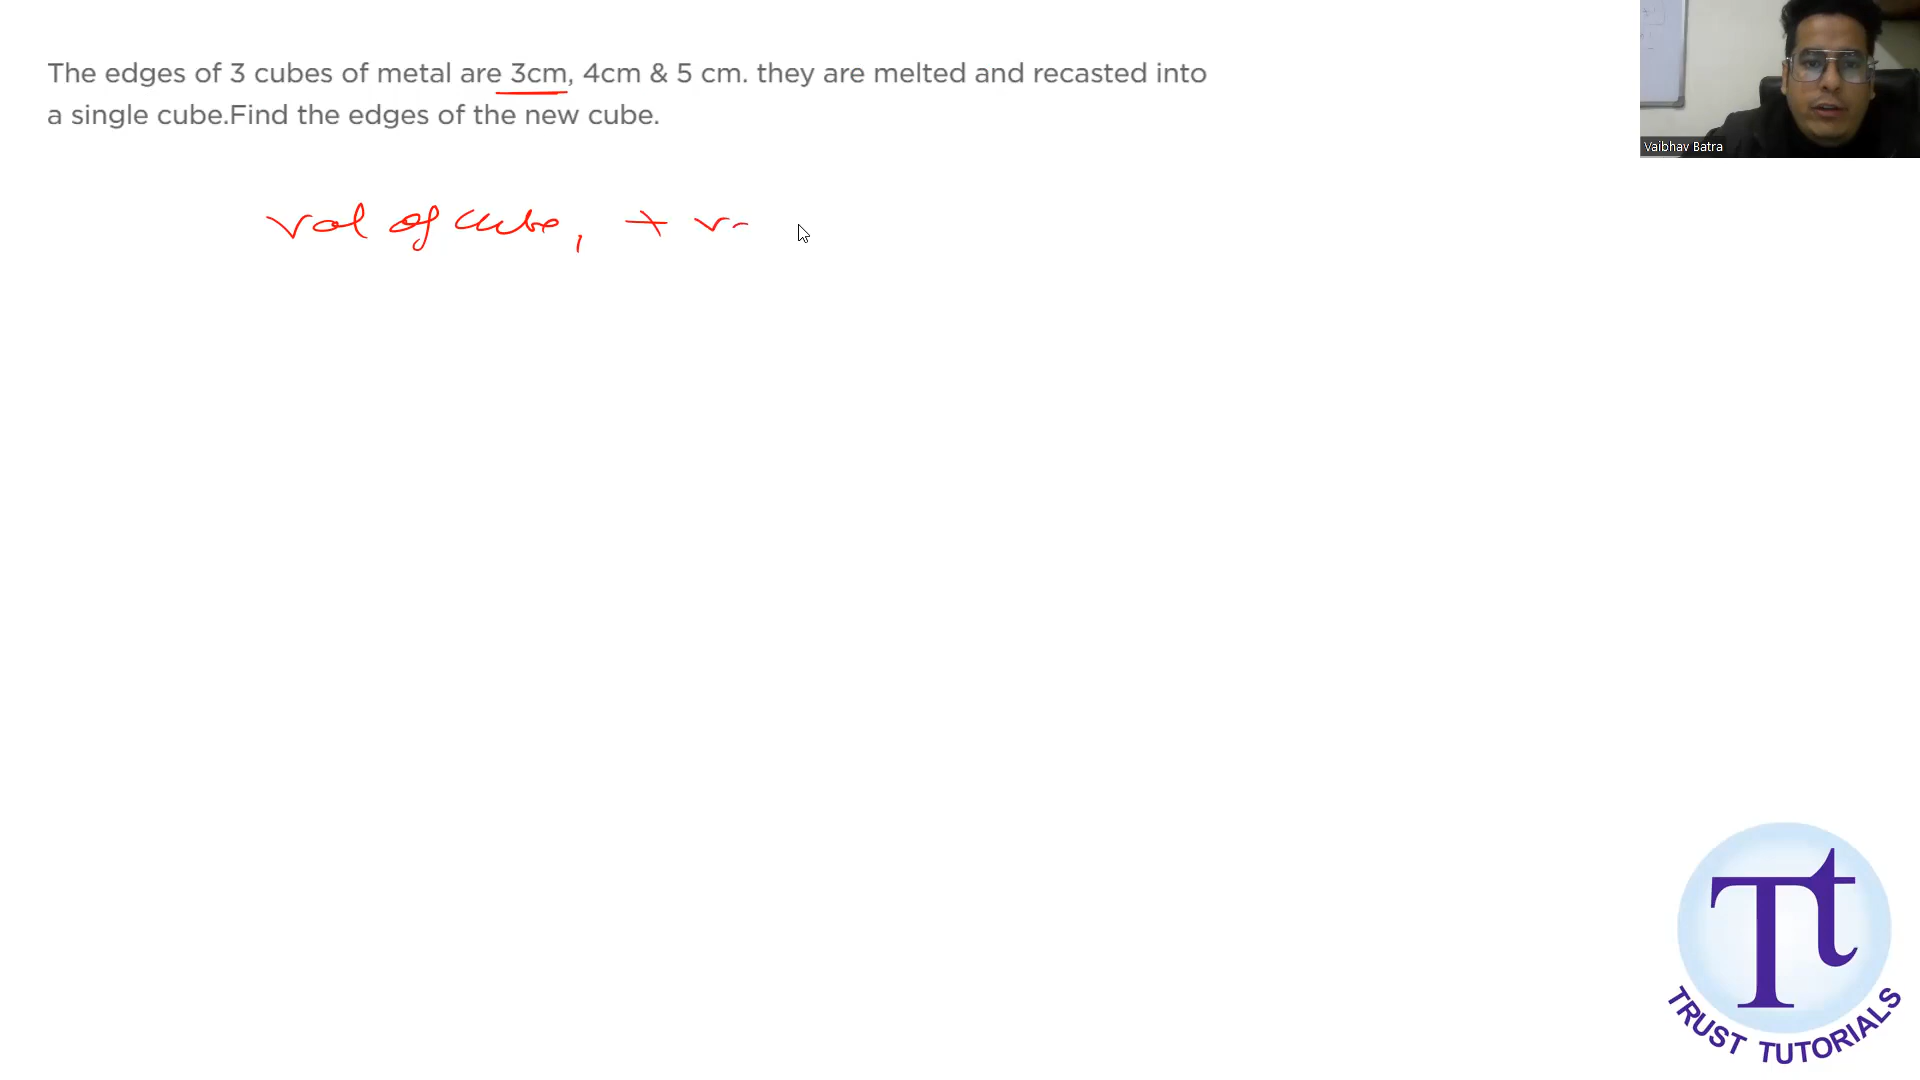 The edges of 3 cubes of metal are 3cm, 4cm & 5 cm. they are melted and recasted into
a single cube.Find the edges of the new cube.
Vaibhav Batra
vol of cube, + v
Tt
TRUST TUTORIALS